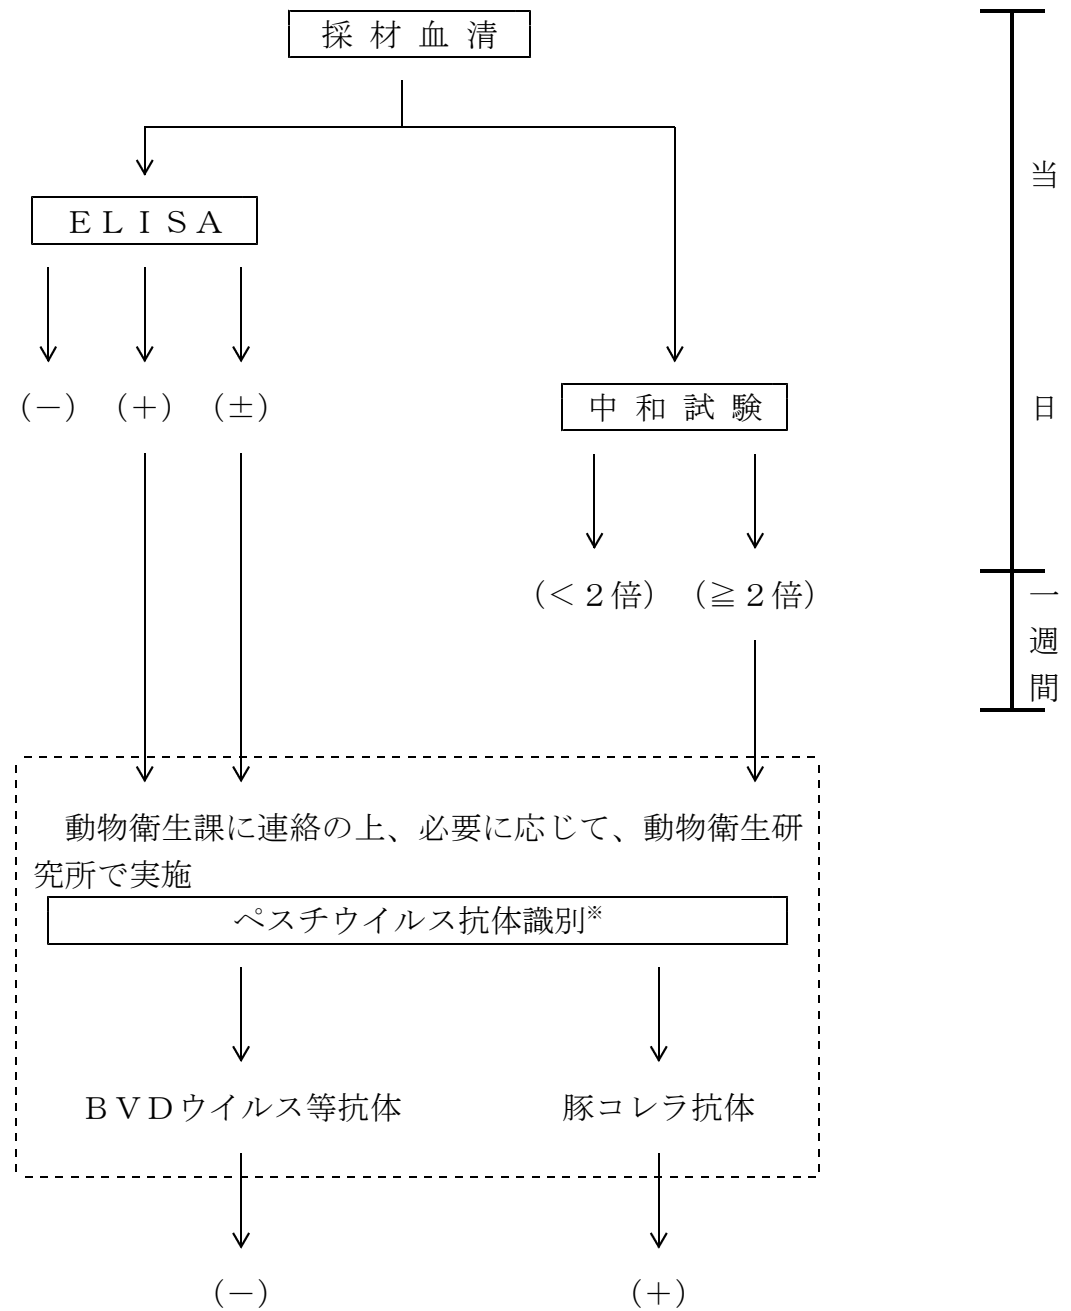 採材血清
ＥＬＩＳＡ
（－） （＋） （±）
中和試験
（＜２倍） （≧２倍）
動物衛生課に連絡の上、必要に応じて、動物衛生研
究所で実施
ペスチウイルス抗体識別※
ＢＶＤウイルス等抗体 豚コレラ抗体
（－） （＋）
当日
一週間